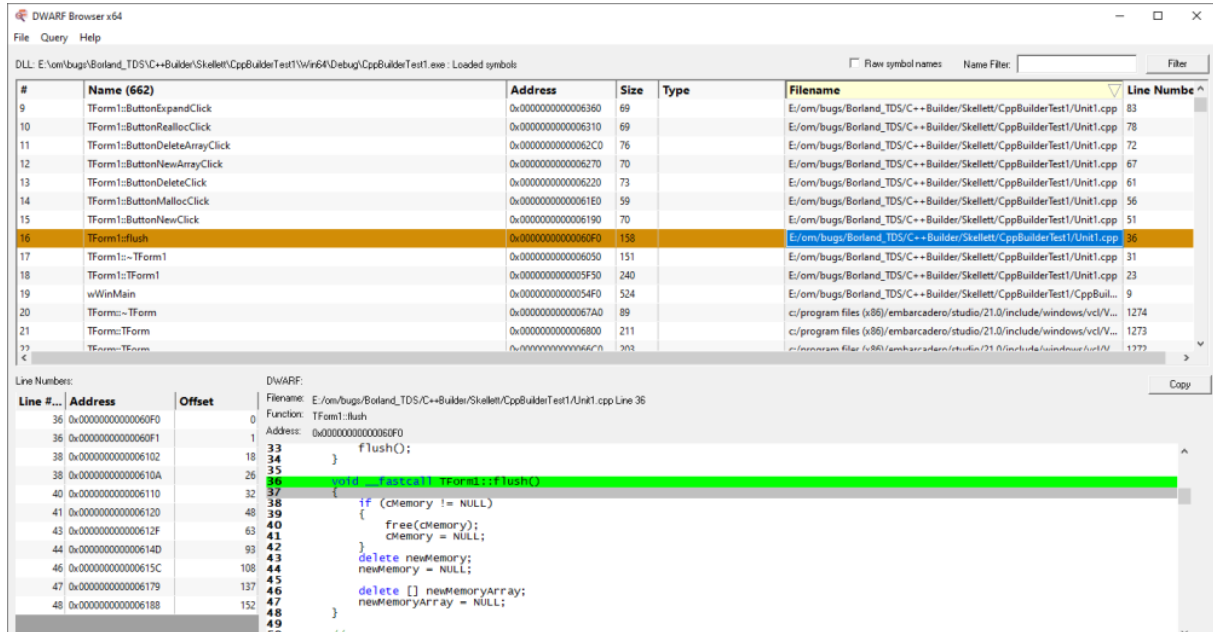 DWARF Browser x64
File Query Help
DLL: E:\om\bugs\Borland_TDS\C++Builder\Skellett\CppBuilderTest1\Win64\Debug\CppBuilderTest1.exe : Loaded symbols Raw symbol names Name Filter: Filter
# Name (662) Address Size Type Filename Line Numbe
9 TForm1::ButtonExpandClick 0x0000000000006360 69 E:/om/bugs/Borland_TDS/C++Builder/Skellett/CppBuilderTest1/Unit1.cpp 83
10 TForm1::ButtonReallocClick 0x0000000000006310 69 E:/om/bugs/Borland_TDS/C++Builder/Skellett/CppBuilderTest1/Unit1.cpp 78
11 TForm1::ButtonDeleteArrayClick 0x00000000000062C0 76 E:/om/bugs/Borland_TDS/C++Builder/Skellett/CppBuilderTest1/Unit1.cpp 72
12 TForm1::ButtonNewArrayClick 0x0000000000006270 70 E:/om/bugs/Borland_TDS/C++Builder/Skellett/CppBuilderTest1/Unit1.cpp 67
13 TForm1::ButtonDeleteClick 0x0000000000006220 73 E:/om/bugs/Borland_TDS/C++Builder/Skellett/CppBuilderTest1/Unit1.cpp 61
14 TForm1::ButtonMallocClick 0x00000000000061E0 59 E:/om/bugs/Borland_TDS/C++Builder/Skellett/CppBuilderTest1/Unit1.cpp 56
15 TForm1::ButtonNewClick 0x0000000000006190 70 E:/om/bugs/Borland_TDS/C++Builder/Skellett/CppBuilderTest1/Unit1.cpp 51
16 TForm1::flush 0x00000000000060F0 158 E:/om/bugs/Borland_TDS/C++Builder/Skellett/CppBuilderTest1/Unit1.cpp 36
17 TForm1::~TForm1 0x0000000000006050 151 E:/om/bugs/Borland_TDS/C++Builder/Skellett/CppBuilderTest1/Unit1.cpp 31
18 TForm1::TForm1 0x0000000000005F50 240 E:/om/bugs/Borland_TDS/C++Builder/Skellett/CppBuilderTest1/Unit1.cpp 23
19 wWinMain 0x00000000000054F0 524 E:/om/bugs/Borland_TDS/C++Builder/Skellett/CppBuilderTest1/CppBuil... 9
20 TForm::~TForm 0x00000000000067A0 89 c:/program files (x86)/embarcadero/studio/21.0/include/windows/vcl/V... 1274
21 TForm::TForm 0x0000000000006800 211 c:/program files (x86)/embarcadero/studio/21.0/include/windows/vcl/V... 1273
22 TForm::TForm 0x00000000000066C0 203 c:/program files (x86)/embarcadero/studio/21.0/include/windows/vcl/V... 1272
Line Numbers:
Line #... Address Offset
36 0x00000000000060F0 0
36 0x00000000000060F1 1
38 0x0000000000006102 18
38 0x000000000000610A 26
40 0x0000000000006110 32
41 0x0000000000006120 48
43 0x000000000000612F 63
44 0x000000000000614D 93
46 0x000000000000615C 108
47 0x0000000000006179 137
48 0x0000000000006188 152
DWARF: Copy
Filename: E:/om/bugs/Borland_TDS/C++Builder/Skellett/CppBuilderTest1/Unit1.cpp Line 36
Function: TForm1::flush
Address: 0x00000000000060F0
33 flush();
34 }
35
36 void __fastcall TForm1::flush()
37 {
38 if (cMemory != NULL)
39 {
40 free(cMemory);
41 cMemory = NULL;
42 }
43 delete newMemory;
44 newMemory = NULL;
45
46 delete [] newMemoryArray;
47 newMemoryArray = NULL;
48 }
49